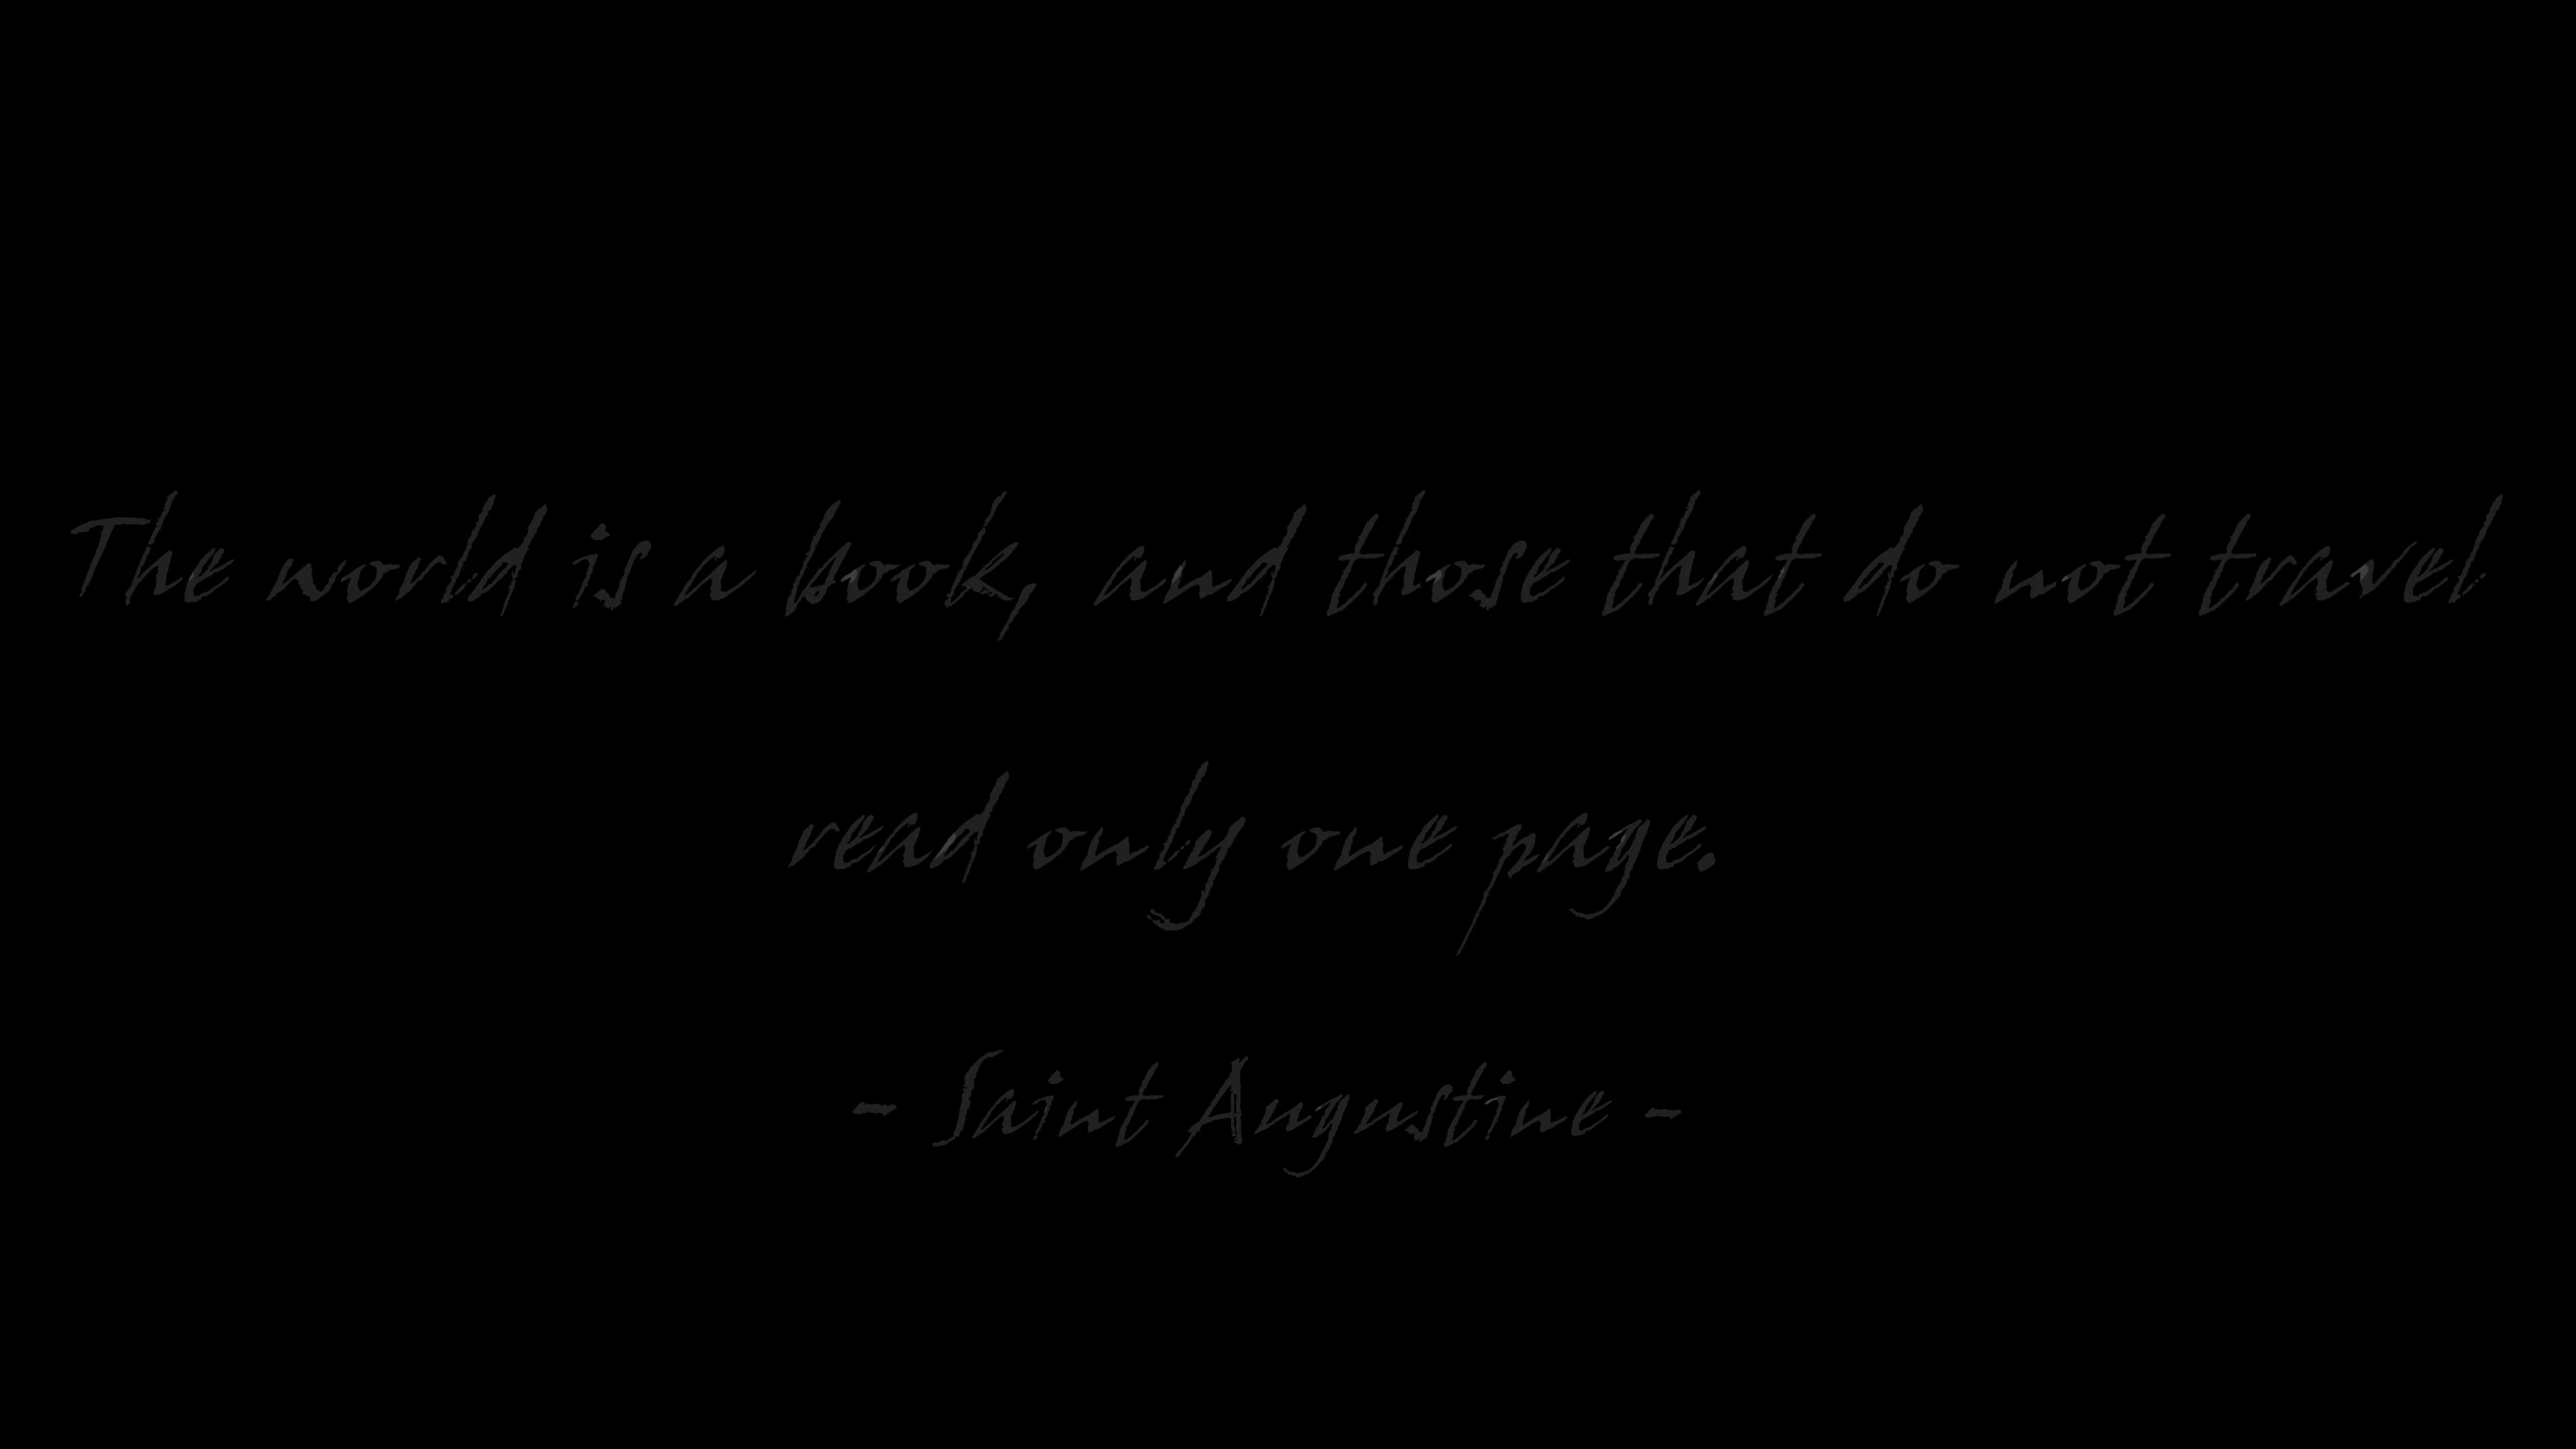 The world is a book, and those that do not travel
read only one page.
- Saint Augustine -